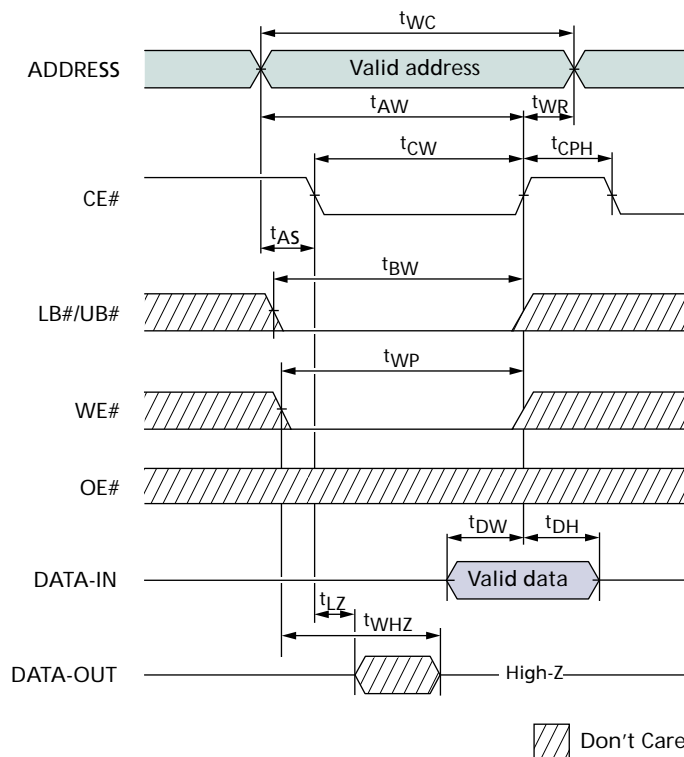 tWC
ADDRESS
Valid address
tAW
tWR
tCW
tCPH
CE#
tAS
tBW
LB#/UB#
tWP
WE#
OE#
tDW
tDH
DATA-IN
Valid data
tLZ
tWHZ
DATA-OUT
High-Z
Don't Care